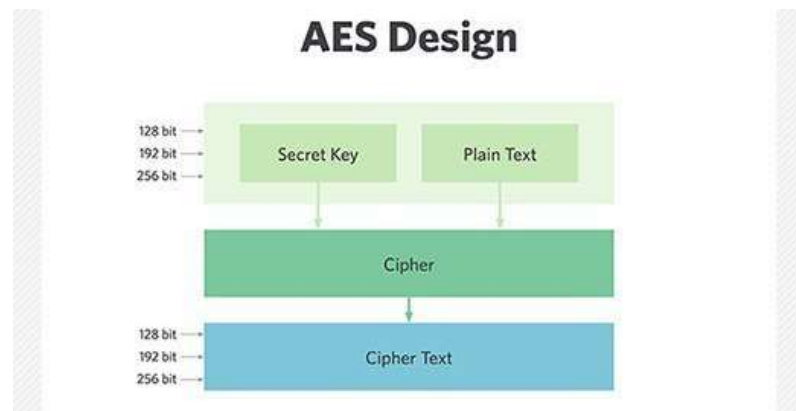 AES Design
128 bit
192 bit
256 bit
Secret Key
Plain Text
Cipher
128 bit
192 bit
256 bit
Cipher Text